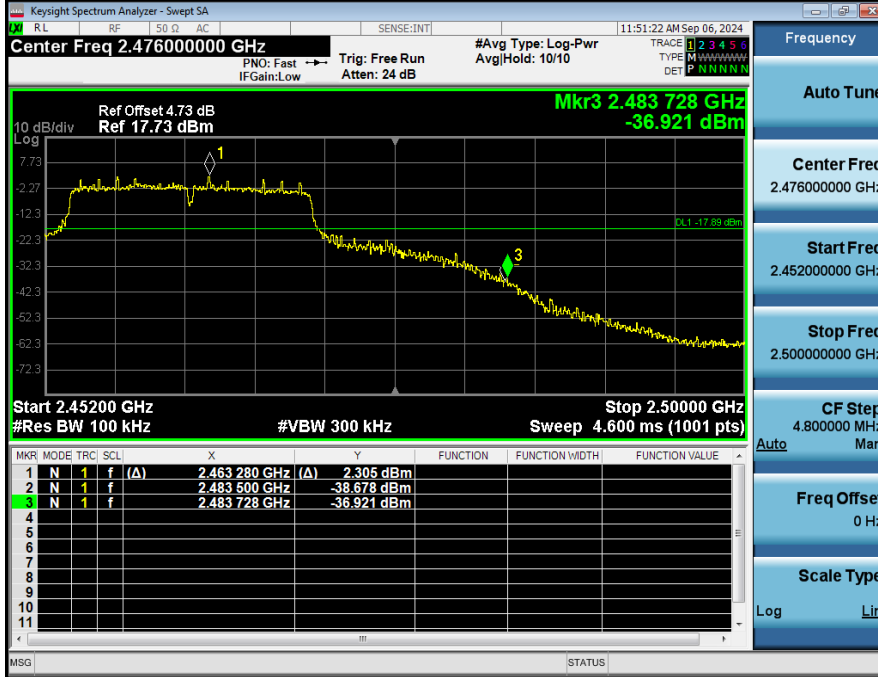 Keysight Spectrum Analyzer - Swept SA
LXI RL RF 50 Ω AC SENSE:INT 11:51:22 AM Sep 06, 2024
Center Freq 2.476000000 GHz
#Avg Type: Log-Pwr TRACE 1 2 3 4 5 6
PNO: Fast Trig: Free Run Avg|Hold: 10/10 TYPE M WWWWW
IFGain:Low Atten: 24 dB DET P N N N N N
Mkr3 2.483 728 GHz
-36.921 dBm
Ref Offset 4.73 dB
10 dB/div Ref 17.73 dBm
Log
7.73
1
-2.27
-12.3
DL1 -17.89 dBm
-22.3
3
-32.3
-42.3
-52.3
-62.3
-72.3
Start 2.45200 GHz Stop 2.50000 GHz
#Res BW 100 kHz #VBW 300 kHz Sweep 4.600 ms (1001 pts)
MKR MODE TRC SCL X Y FUNCTION FUNCTION WIDTH FUNCTION VALUE
1 N 1 f (Δ) 2.463 280 GHz (Δ) 2.305 dBm
2 N 1 f 2.483 500 GHz -38.678 dBm
3 N 1 f 2.483 728 GHz -36.921 dBm
4
5
6
7
8
9
10
11
MSG STATUS
Frequency
Auto Tune
Center Freq
2.476000000 GHz
Start Freq
2.452000000 GHz
Stop Freq
2.500000000 GHz
CF Step
4.800000 MHz
Auto Man
Freq Offset
0 Hz
Scale Type
Log Lin